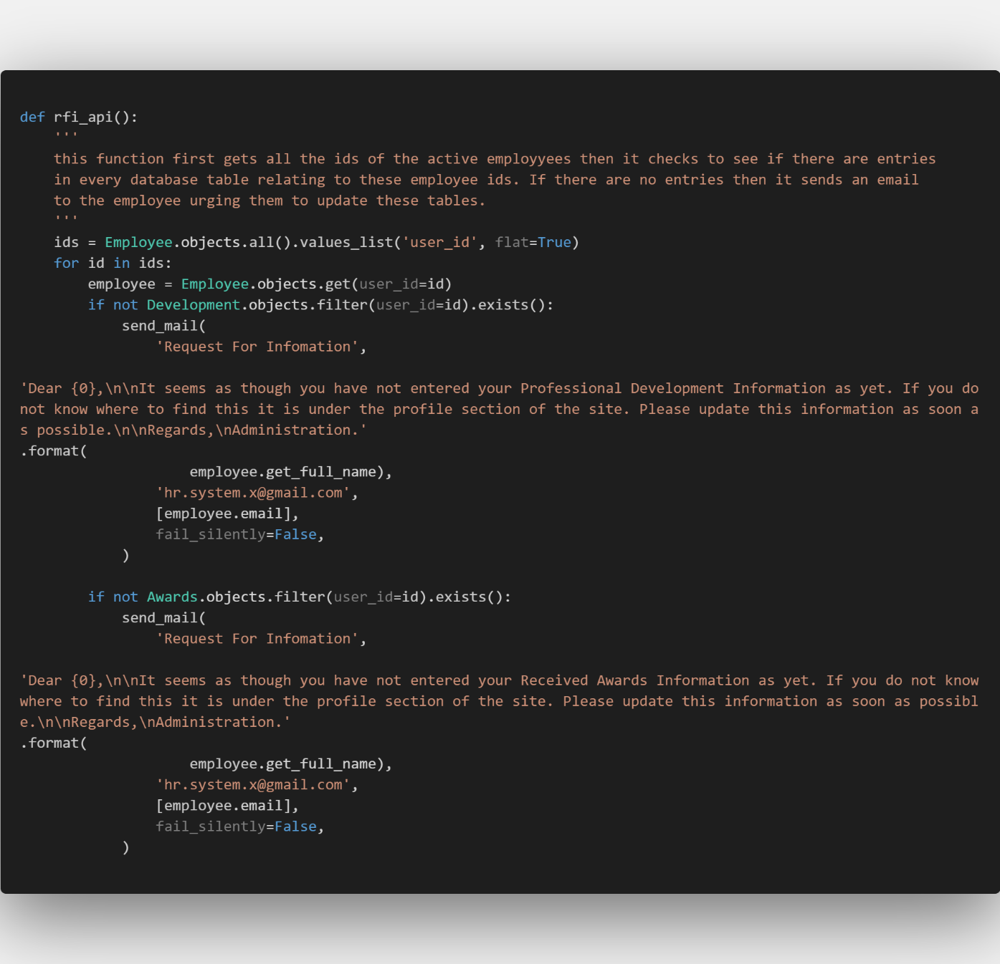 def rfi_api():
    '''
    this function first gets all the ids of the active employyees then it checks to see if there are entries
    in every database table relating to these employee ids. If there are no entries then it sends an email
    to the employee urging them to update these tables.
    '''
    ids = Employee.objects.all().values_list('user_id', flat=True)
    for id in ids:
        employee = Employee.objects.get(user_id=id)
        if not Development.objects.filter(user_id=id).exists():
            send_mail(
                'Request For Infomation',
'Dear {0},\n\nIt seems as though you have not entered your Professional Development Information as yet. If you do
not know where to find this it is under the profile section of the site. Please update this information as soon a
s possible.\n\nRegards,\nAdministration.'
.format(
                    employee.get_full_name),
                'hr.system.x@gmail.com',
                [employee.email],
                fail_silently=False,
            )
        if not Awards.objects.filter(user_id=id).exists():
            send_mail(
                'Request For Infomation',
'Dear {0},\n\nIt seems as though you have not entered your Received Awards Information as yet. If you do not know
where to find this it is under the profile section of the site. Please update this information as soon as possibl
e.\n\nRegards,\nAdministration.'
.format(
                    employee.get_full_name),
                'hr.system.x@gmail.com',
                [employee.email],
                fail_silently=False,
            )